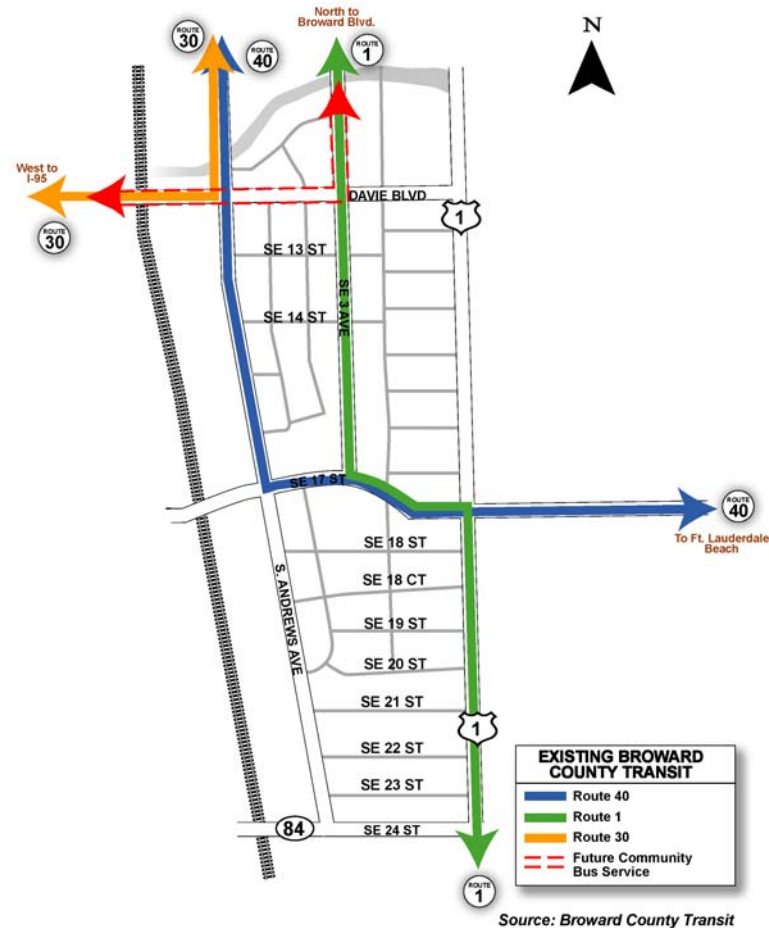 North to
Broward Blvd.
N
ROUTE
30
ROUTE
40
ROUTE
1
West to
I-95
DAVIE BLVD
1
ROUTE
30
SE 13 ST
SE 3 AVE
SE 14 ST
SE 17 ST
ROUTE
40
To Ft. Lauderdale
Beach
SE 18 ST
S. ANDREWS AVE
SE 18 CT
SE 19 ST
SE 20 ST
SE 21 ST
1
SE 22 ST
SE 23 ST
84
SE 24 ST
ROUTE
1
EXISTING BROWARD
COUNTY TRANSIT
Route 40
Route 1
Route 30
Future Community
Bus Service
Source: Broward County Transit